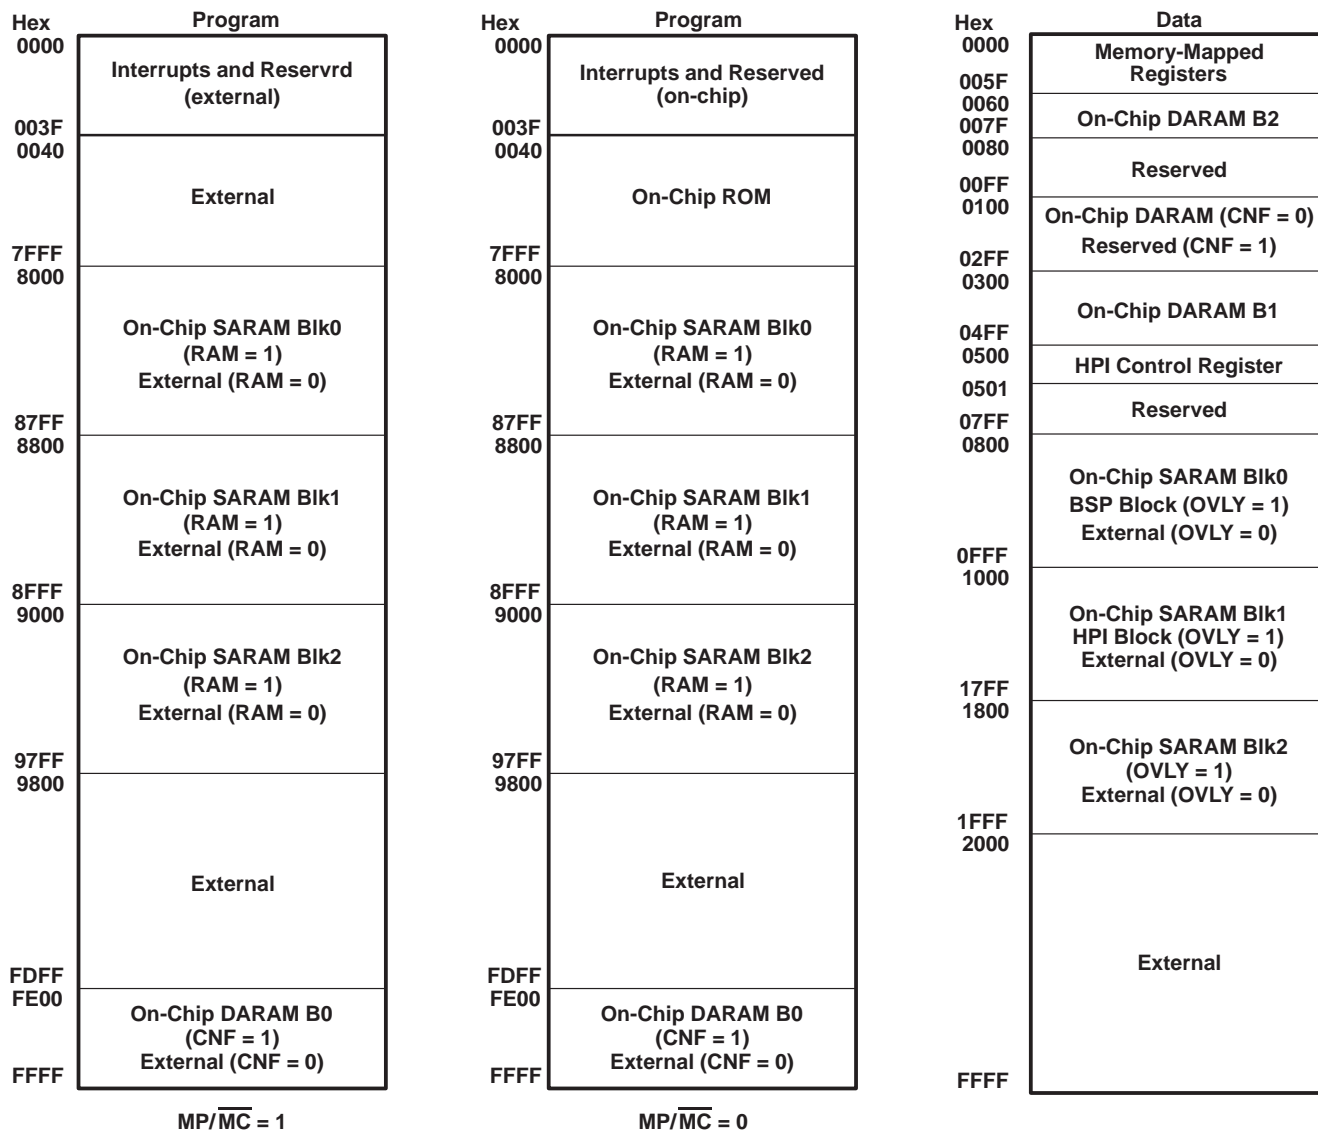 Hex
Program
0000
Interrupts and Reservrd
(external)
003F
0040
External
7FFF
8000
On-Chip SARAM Blk0
(RAM = 1)
External (RAM = 0)
87FF
8800
On-Chip SARAM Blk1
(RAM = 1)
External (RAM = 0)
8FFF
9000
On-Chip SARAM Blk2
(RAM = 1)
External (RAM = 0)
97FF
9800
External
FDFF
FE00
On-Chip DARAM B0
(CNF = 1)
External (CNF = 0)
FFFF
MP/M̅C̅ = 1
Hex
Program
0000
Interrupts and Reserved
(on-chip)
003F
0040
On-Chip ROM
7FFF
8000
On-Chip SARAM Blk0
(RAM = 1)
External (RAM = 0)
87FF
8800
On-Chip SARAM Blk1
(RAM = 1)
External (RAM = 0)
8FFF
9000
On-Chip SARAM Blk2
(RAM = 1)
External (RAM = 0)
97FF
9800
External
FDFF
FE00
On-Chip DARAM B0
(CNF = 1)
External (CNF = 0)
FFFF
MP/M̅C̅ = 0
Hex
Data
0000
Memory-Mapped
Registers
005F
0060
On-Chip DARAM B2
007F
0080
Reserved
00FF
0100
On-Chip DARAM (CNF = 0)
Reserved (CNF = 1)
02FF
0300
On-Chip DARAM B1
04FF
0500
HPI Control Register
0501
Reserved
07FF
0800
On-Chip SARAM Blk0
BSP Block (OVLY = 1)
External (OVLY = 0)
0FFF
1000
On-Chip SARAM Blk1
HPI Block (OVLY = 1)
External (OVLY = 0)
17FF
1800
On-Chip SARAM Blk2
(OVLY = 1)
External (OVLY = 0)
1FFF
2000
External
FFFF